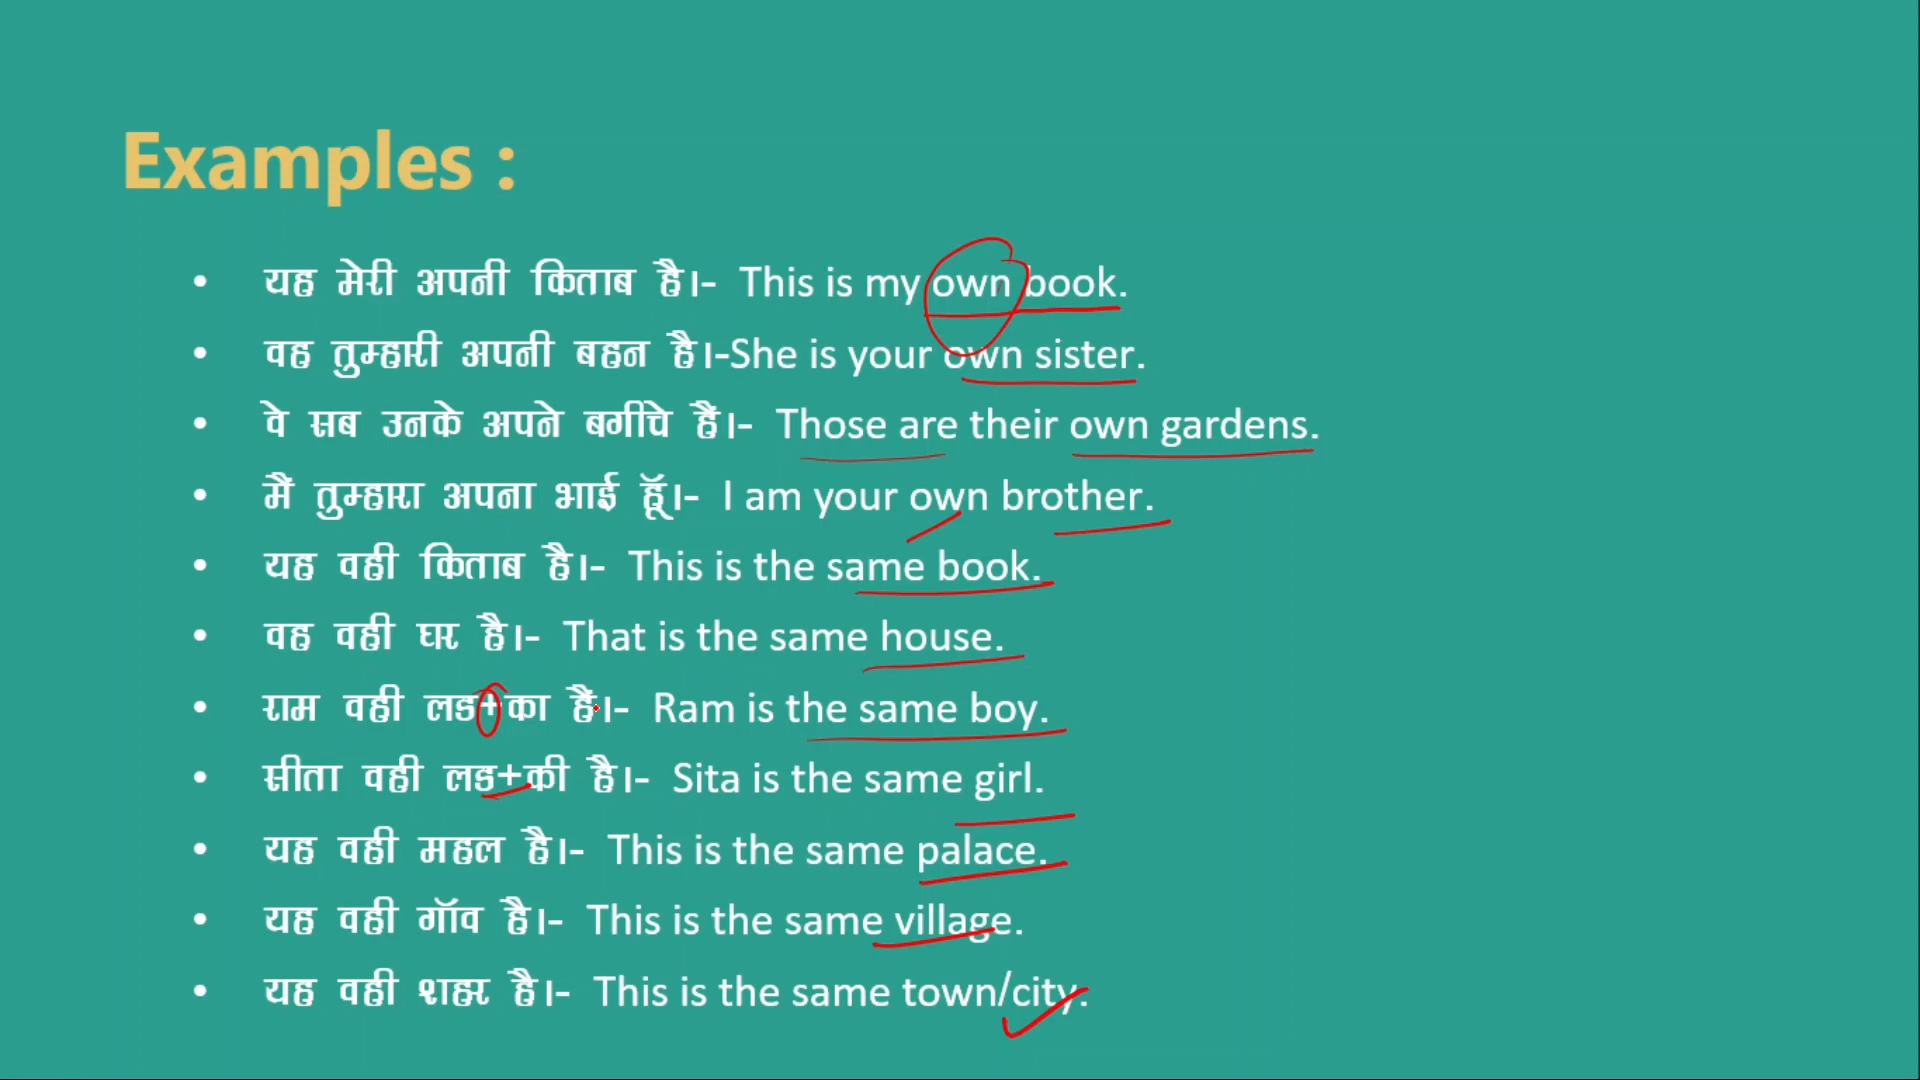 Examples :
• यह मेरी अपनी किताब है।- This is my own book.
• वह तुम्हारी अपनी बहन है।-She is your own sister.
• वे सब उनके अपने बगीचे हैं।- Those are their own gardens.
• मैं तुम्हारा अपना भाई हूॅ।- I am your own brother.
• यह वही किताब है।- This is the same book.
• वह वही घर है।- That is the same house.
• राम वही लड+का है।- Ram is the same boy.
• सीता वही लड+की है।- Sita is the same girl.
• यह वही महल है।- This is the same palace.
• यह वही गॉव है।- This is the same village.
• यह वही शहर है।- This is the same town/city.